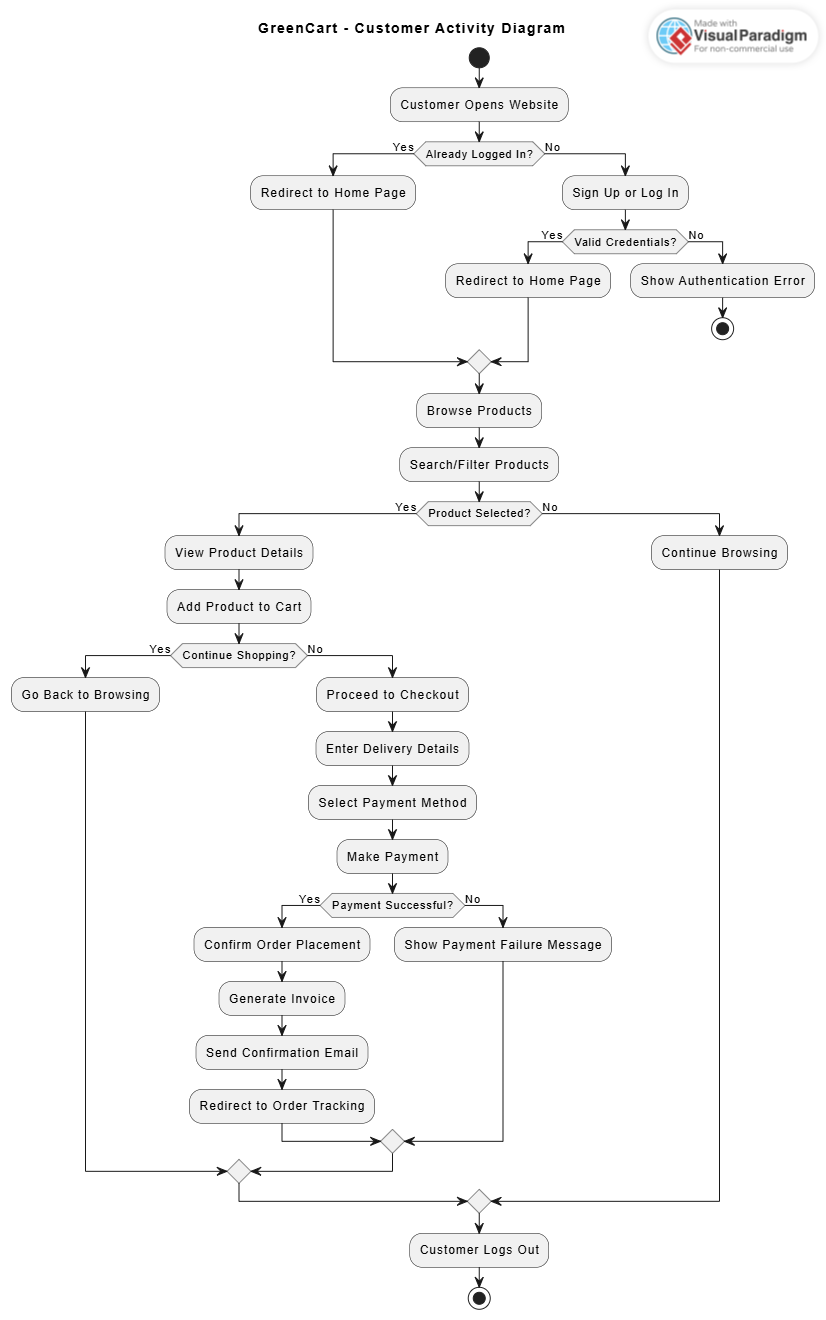 GreenCart - Customer Activity Diagram
Made with
VisualParadigm
For non-commercial use
Customer Opens Website
Yes
Already Logged In?
No
Redirect to Home Page
Sign Up or Log In
Yes
Valid Credentials?
No
Redirect to Home Page
Show Authentication Error
Browse Products
Search/Filter Products
Yes
Product Selected?
No
View Product Details
Continue Browsing
Add Product to Cart
Yes
Continue Shopping?
No
Go Back to Browsing
Proceed to Checkout
Enter Delivery Details
Select Payment Method
Make Payment
Yes
Payment Successful?
No
Confirm Order Placement
Show Payment Failure Message
Generate Invoice
Send Confirmation Email
Redirect to Order Tracking
Customer Logs Out